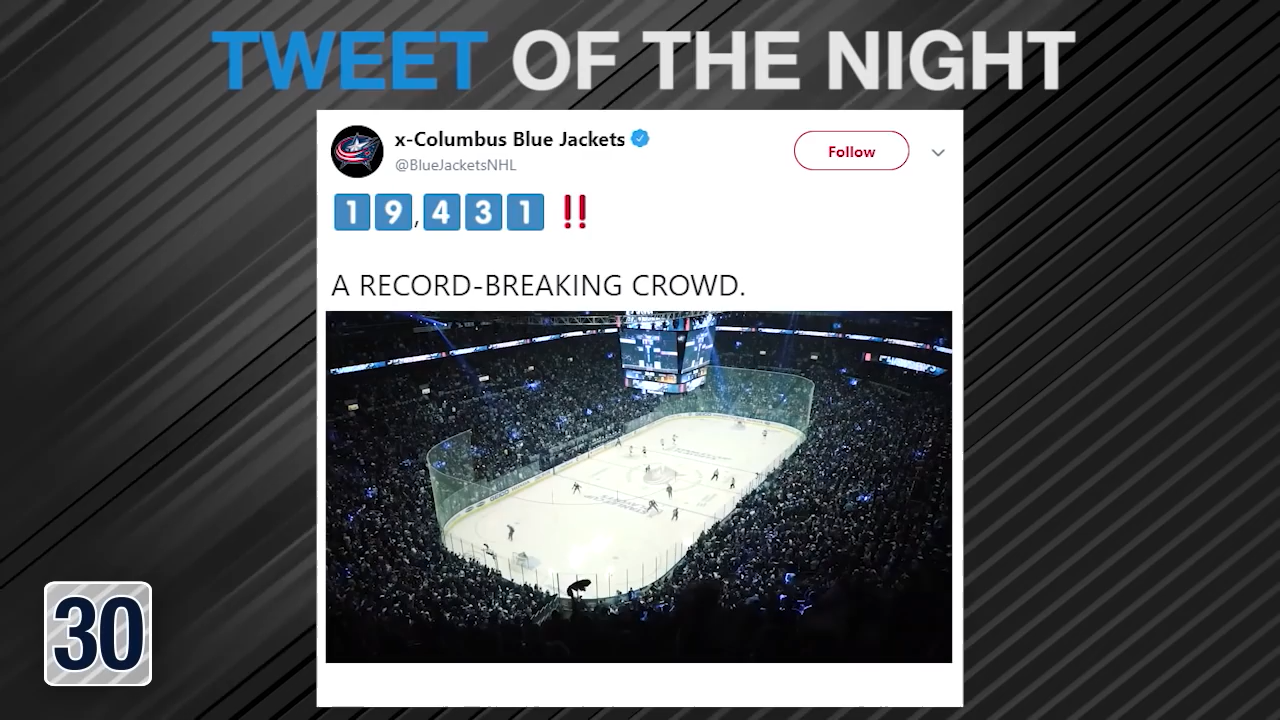 TWEET OF THE NIGHT
x-Columbus Blue Jackets
@BlueJacketsNHL
Follow
19,431 ‼
A RECORD-BREAKING CROWD.
30